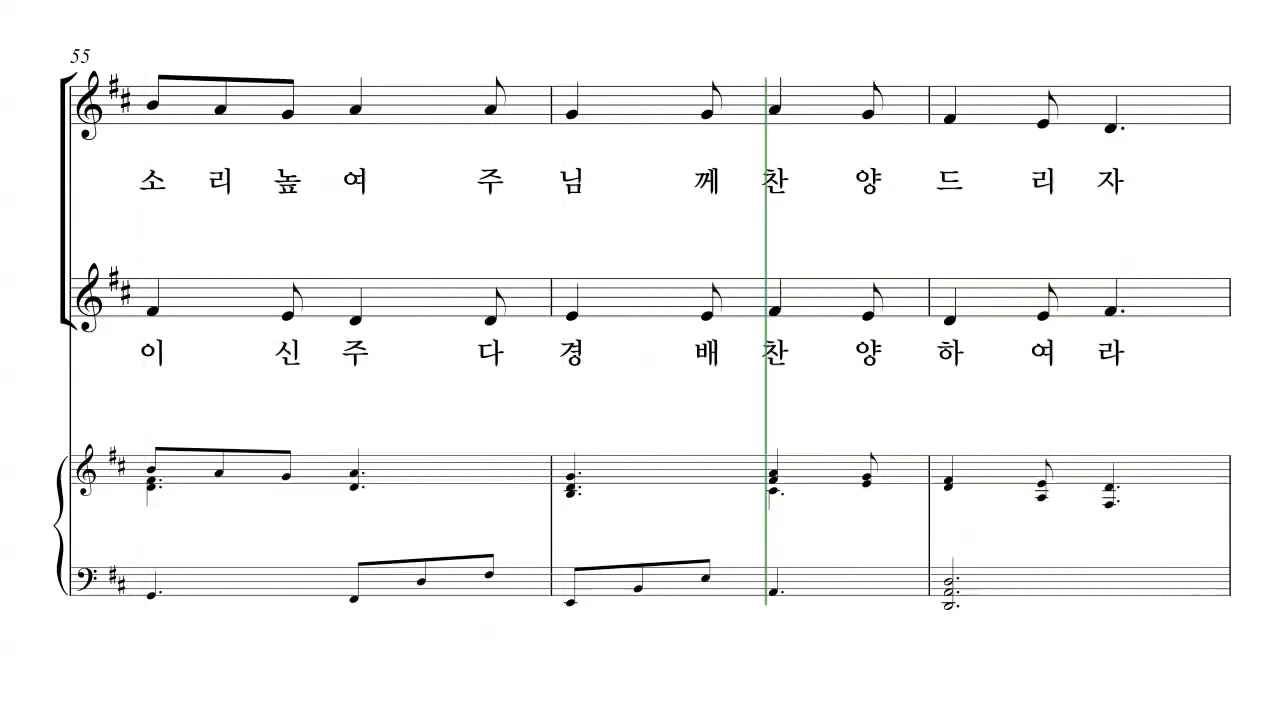 55
소 리 높 여 주 님 께 찬 양 드 리 자
이 신 주 다 경 배 찬 양 하 여 라